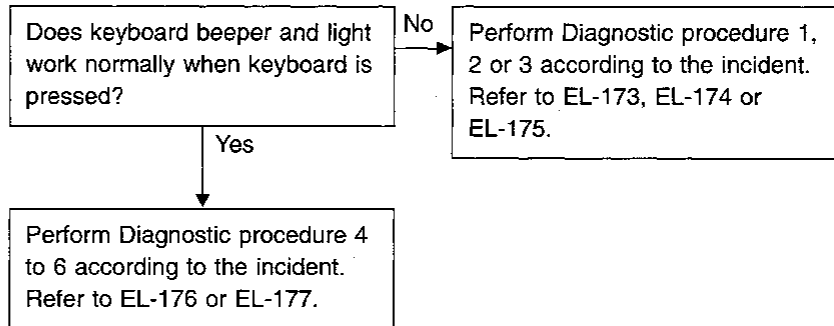 Does keyboard beeper and light
work normally when keyboard is
pressed?
No
Perform Diagnostic procedure 1,
2 or 3 according to the incident.
Refer to EL-173, EL-174 or
EL-175.
Yes
Perform Diagnostic procedure 4
to 6 according to the incident.
Refer to EL-176 or EL-177.